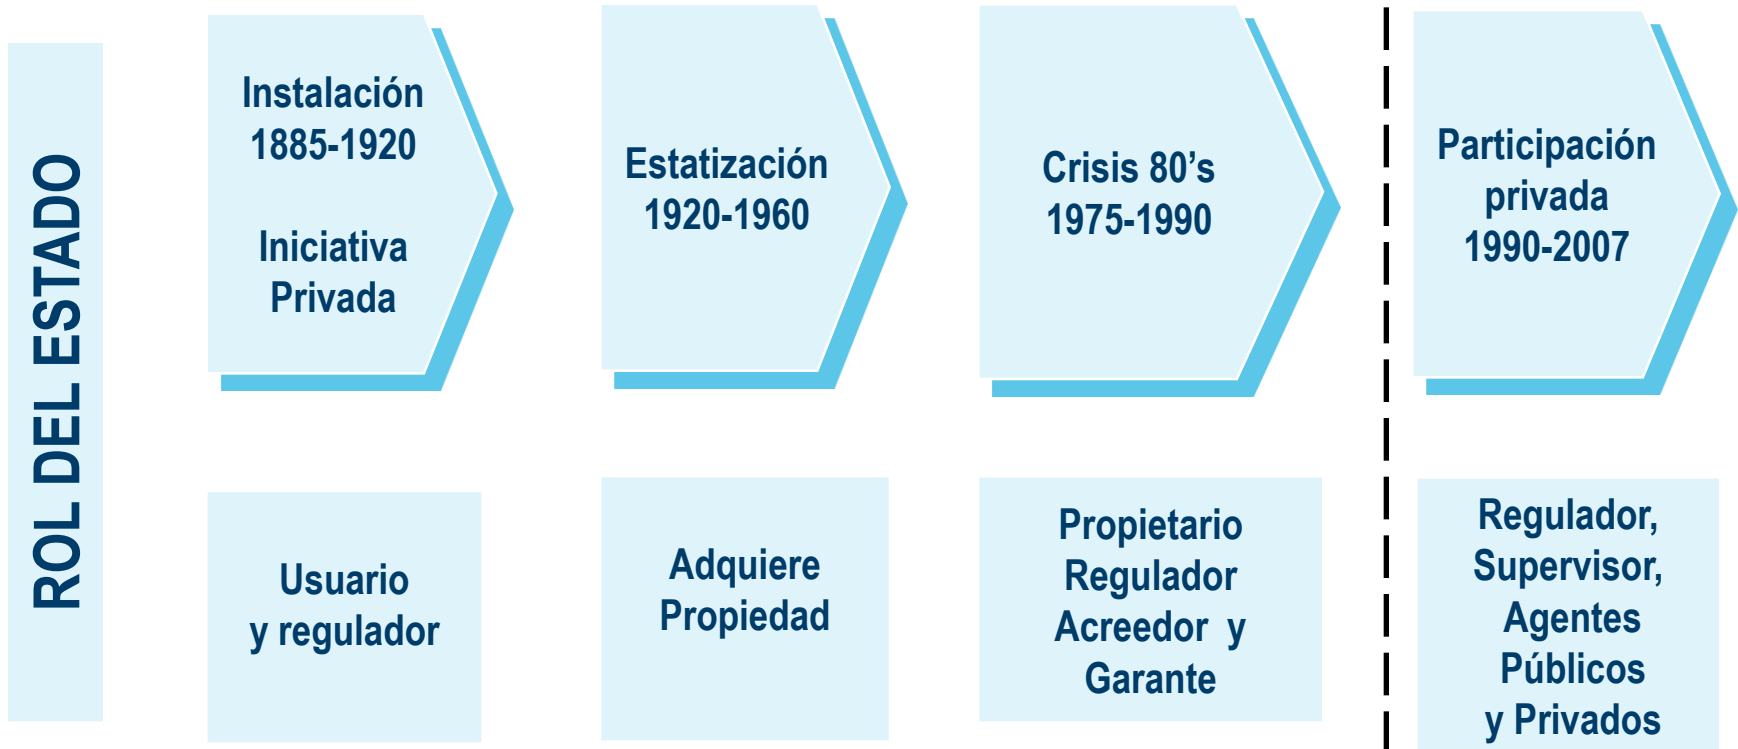 ROL DEL ESTADO
Instalación
1885-1920
Iniciativa
Privada
Estatización
1920-1960
Crisis 80’s
1975-1990
Participación
privada
1990-2007
Usuario
y regulador
Adquiere
Propiedad
Propietario
Regulador
Acreedor y
Garante
Regulador,
Supervisor,
Agentes
Públicos
y Privados